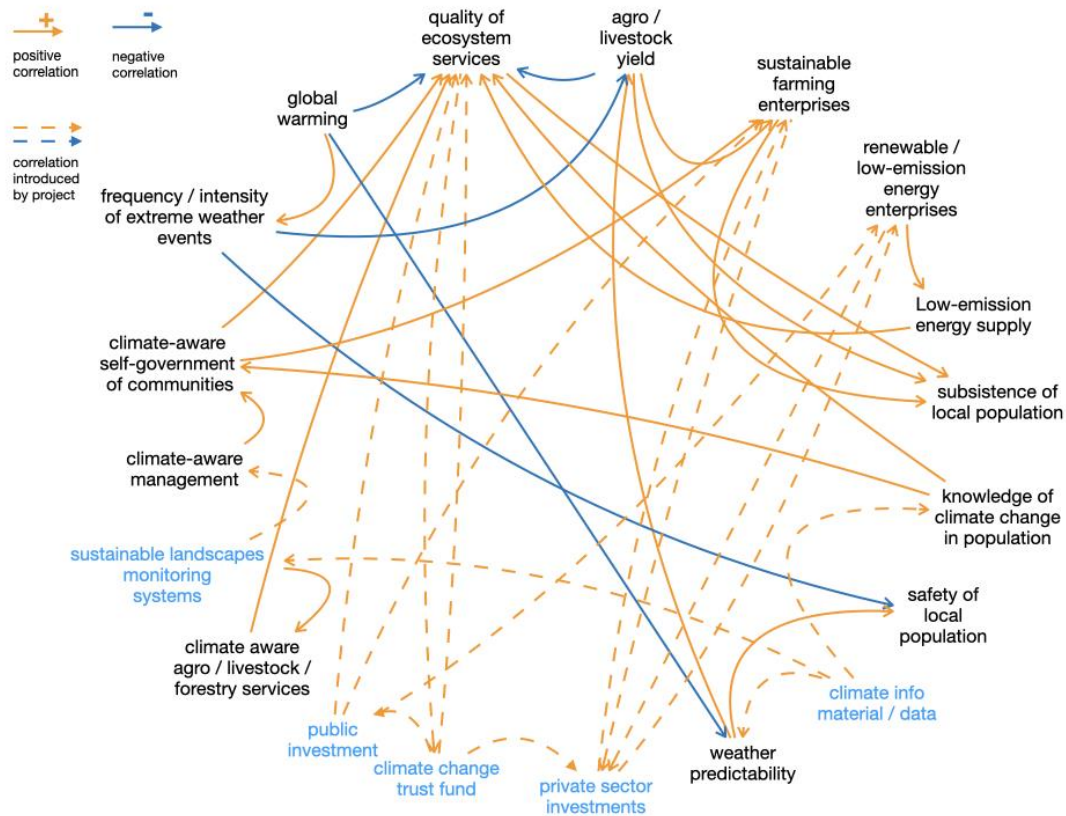 +
positive
correlation
-
negative
correlation
correlation
introduced
by project
quality of
ecosystem
services
agro /
livestock
yield
sustainable
farming
enterprises
global
warming
renewable /
low-emission
energy
enterprises
frequency / intensity
of extreme weather
events
Low-emission
energy supply
climate-aware
self-government
of communities
subsistence of
local population
climate-aware
management
knowledge of
climate change
in population
sustainable landscapes
monitoring
systems
safety of
local
population
climate aware
agro / livestock /
forestry services
climate info
material / data
public
investment
climate change
trust fund
private sector
investments
weather
predictability